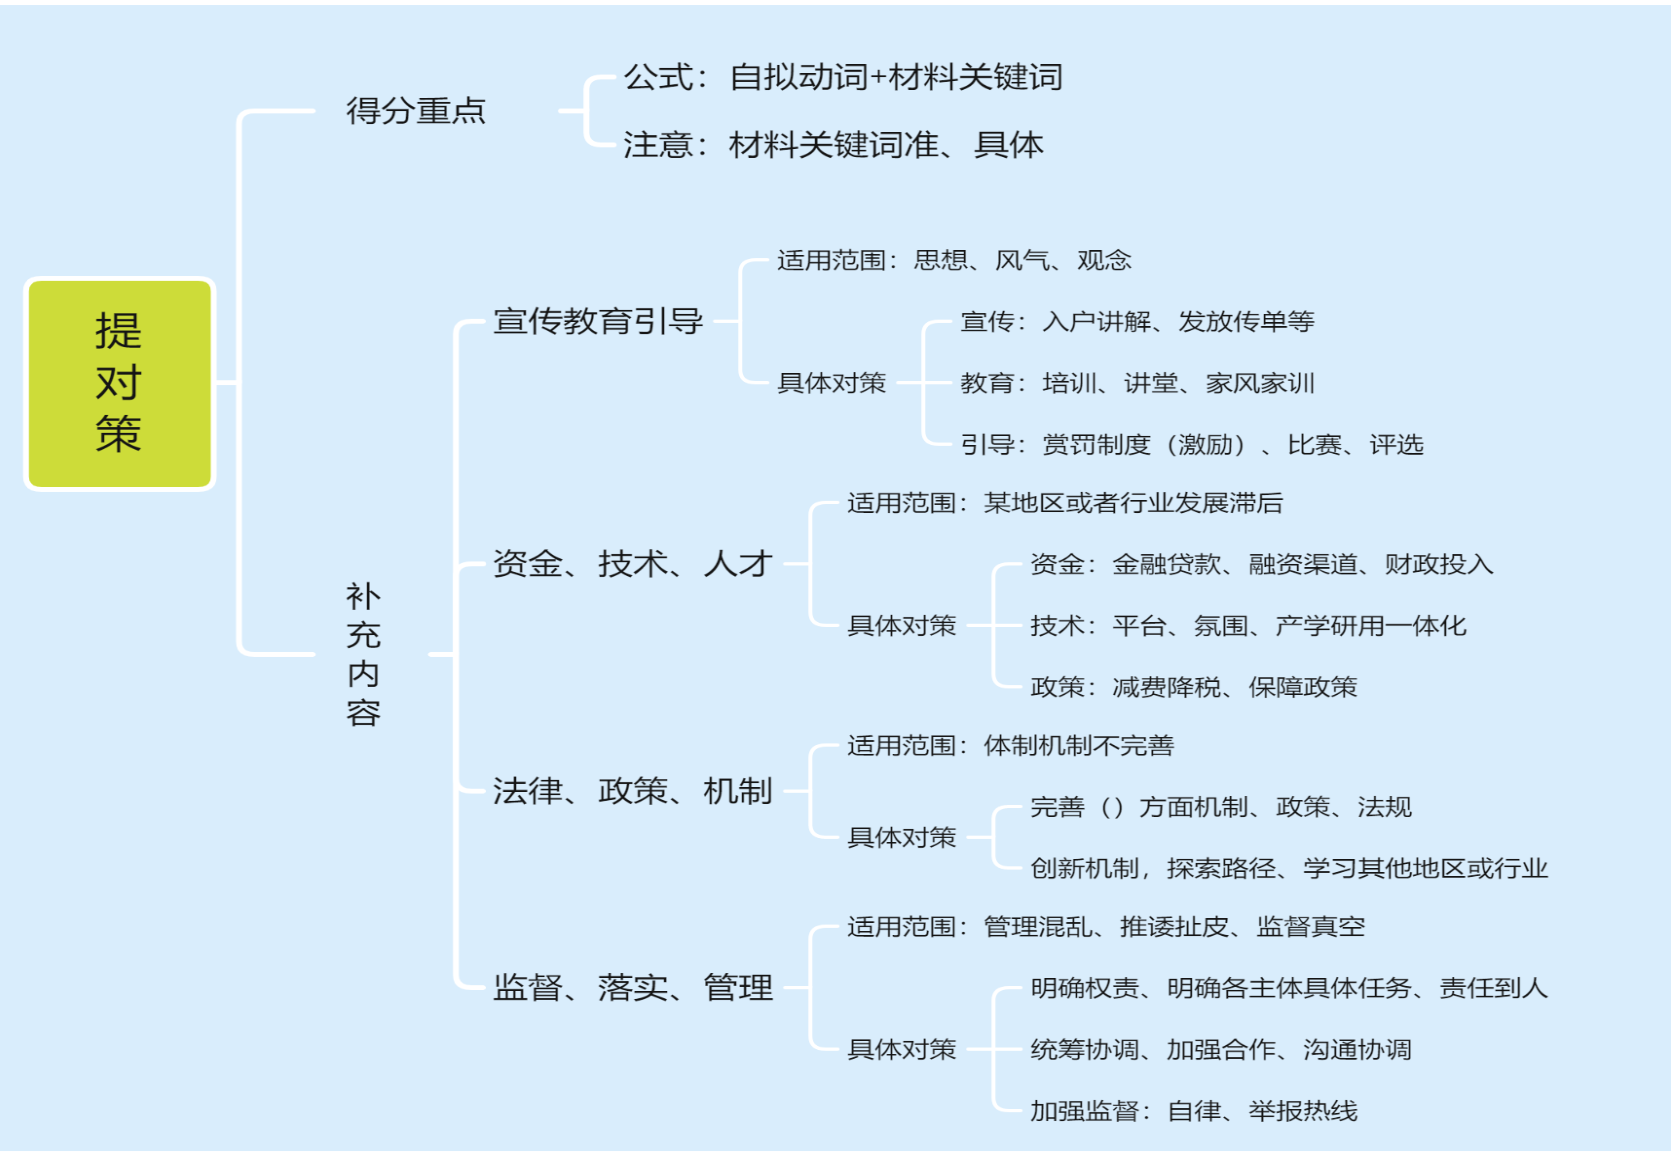 提对策
得分重点
公式：自拟动词+材料关键词
注意：材料关键词准、具体
补充内容
宣传教育引导
适用范围：思想、风气、观念
具体对策
宣传：入户讲解、发放传单等
教育：培训、讲堂、家风家训
引导：赏罚制度（激励）、比赛、评选
资金、技术、人才
适用范围：某地区或者行业发展滞后
具体对策
资金：金融贷款、融资渠道、财政投入
技术：平台、氛围、产学研用一体化
政策：减费降税、保障政策
法律、政策、机制
适用范围：体制机制不完善
具体对策
完善（）方面机制、政策、法规
创新机制，探索路径、学习其他地区或行业
监督、落实、管理
适用范围：管理混乱、推诿扯皮、监督真空
具体对策
明确权责、明确各主体具体任务、责任到人
统筹协调、加强合作、沟通协调
加强监督：自律、举报热线